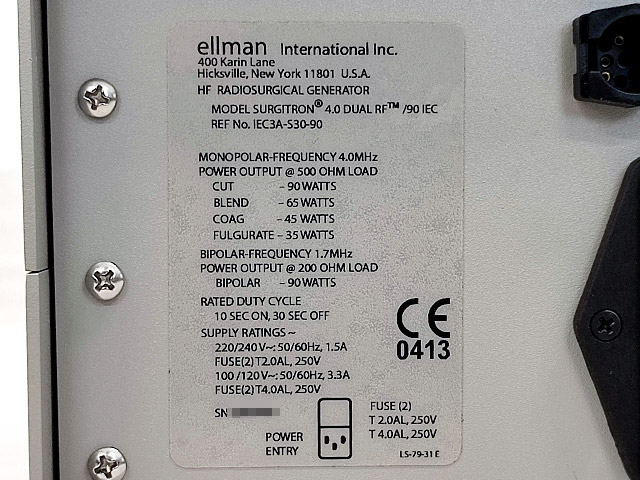 ellman International Inc.
400 Karin Lane
Hicksville, New York 11801 U.S.A.
HF RADIOSURGICAL GENERATOR
MODEL SURGITRON® 4.0 DUAL RF™ /90 IEC
REF No. IEC3A-S30-90
MONOPOLAR-FREQUENCY 4.0MHz
POWER OUTPUT @ 500 OHM LOAD
CUT – 90 WATTS
BLEND – 65 WATTS
COAG – 45 WATTS
FULGURATE – 35 WATTS
BIPOLAR-FREQUENCY 1.7MHz
POWER OUTPUT @ 200 OHM LOAD
BIPOLAR – 90 WATTS
RATED DUTY CYCLE
10 SEC ON, 30 SEC OFF
SUPPLY RATINGS ~
220/240 V~: 50/60Hz, 1.5A
FUSE(2) T2.0AL, 250V
100/120 V~: 50/60Hz, 3.3A
FUSE(2) T4.0AL, 250V
CE
0413
SN
POWER
ENTRY
FUSE (2)
T 2.0AL, 250V
T 4.0AL, 250V
LS-79-31 E